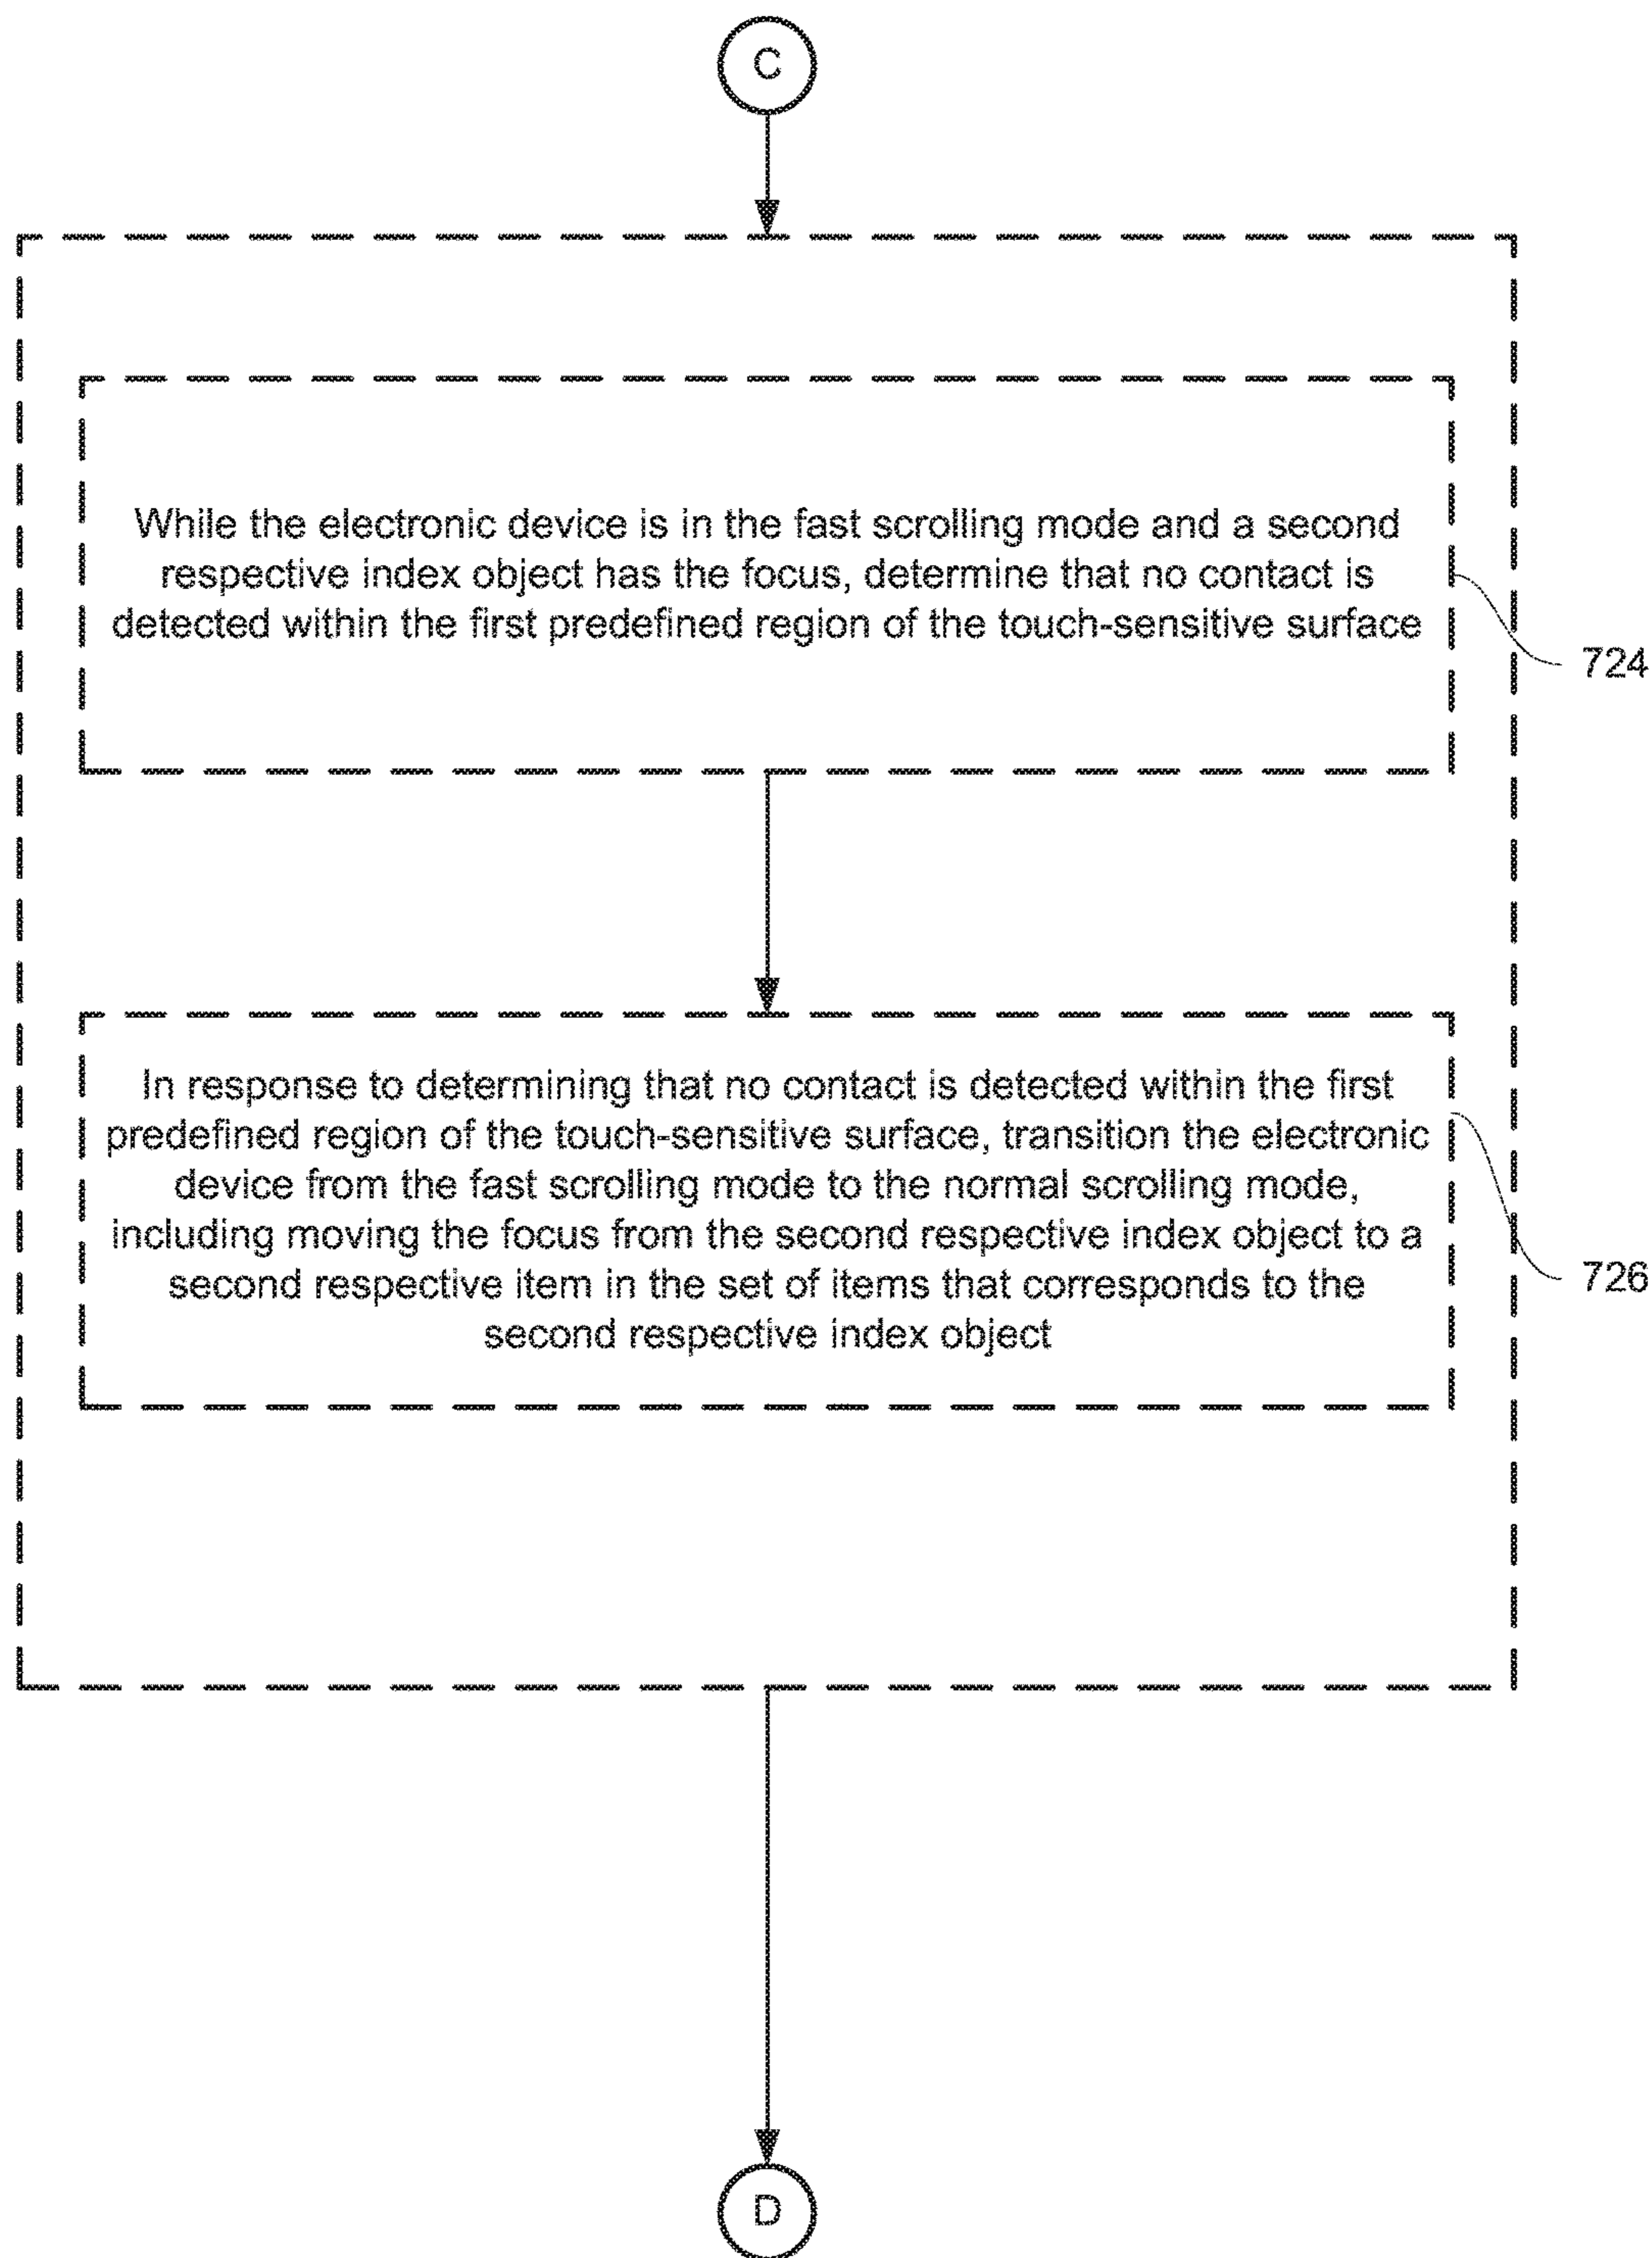 C
While the electronic device is in the fast scrolling mode and a second
respective index object has the focus, determine that no contact is
detected within the first predefined region of the touch-sensitive surface
724
In response to determining that no contact is detected within the first
predefined region of the touch-sensitive surface, transition the electronic
device from the fast scrolling mode to the normal scrolling mode,
including moving the focus from the second respective index object to a
second respective item in the set of items that corresponds to the
second respective index object
726
D